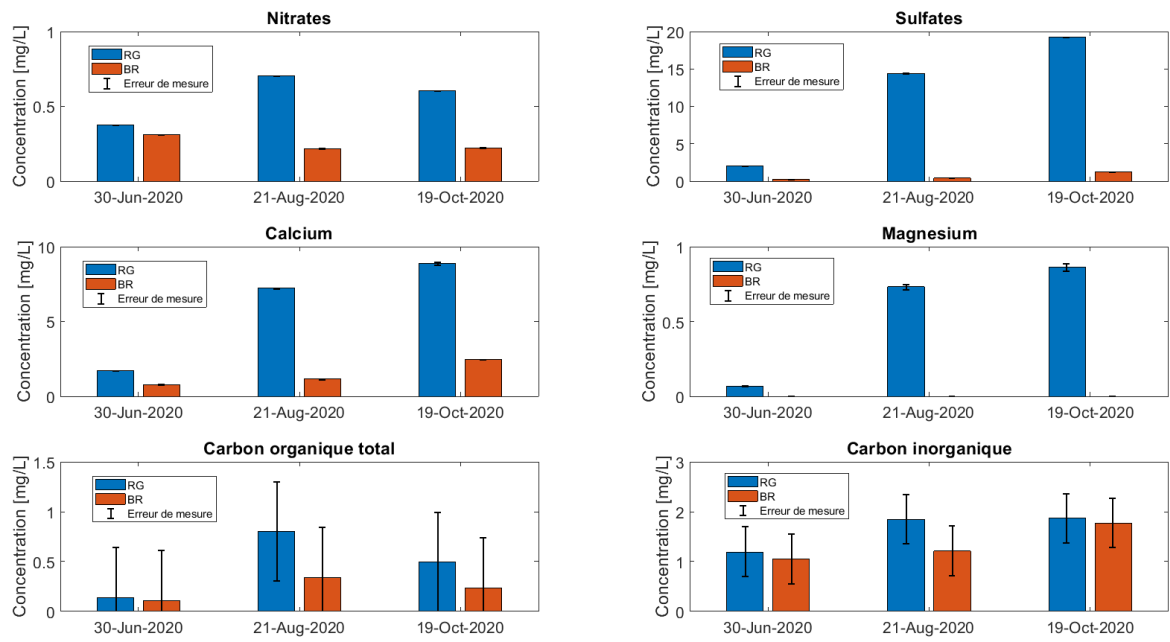 Nitrates
Concentration [mg/L]
1
0.5
0
RG
BR
Erreur de mesure
30-Jun-2020
21-Aug-2020
19-Oct-2020
Sulfates
Concentration [mg/L]
20
15
10
5
0
RG
BR
Erreur de mesure
30-Jun-2020
21-Aug-2020
19-Oct-2020
Calcium
Concentration [mg/L]
10
5
0
RG
BR
Erreur de mesure
30-Jun-2020
21-Aug-2020
19-Oct-2020
Magnesium
Concentration [mg/L]
1
0.5
0
RG
BR
Erreur de mesure
30-Jun-2020
21-Aug-2020
19-Oct-2020
Carbon organique total
Concentration [mg/L]
1.5
1
0.5
0
RG
BR
Erreur de mesure
30-Jun-2020
21-Aug-2020
19-Oct-2020
Carbon inorganique
Concentration [mg/L]
3
2
1
0
RG
BR
Erreur de mesure
30-Jun-2020
21-Aug-2020
19-Oct-2020